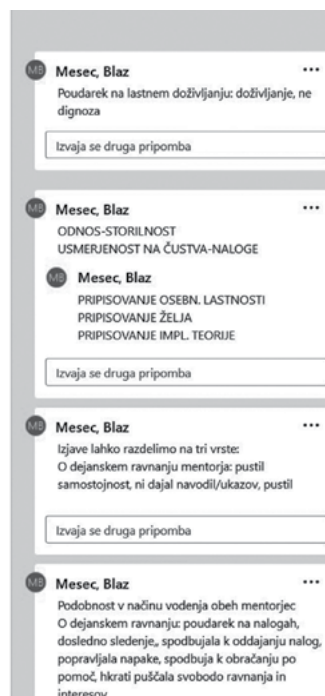 MB Mesec, Blaz ...
Poudarek na lastnem doživljanju: doživljanje, ne
dignoza
Izvaja se druga pripomba
MB Mesec, Blaz ...
ODNOS-STORILNOST
USMERJENOST NA ČUSTVA-NALOGE
MB Mesec, Blaz
PRIPISOVANJE OSEBN. LASTNOSTI
PRIPISOVANJE ŽELJA
PRIPISOVANJE IMPL. TEORIJE
Izvaja se druga pripomba
MB Mesec, Blaz ...
Izjave lahko razdelimo na tri vrste:
O dejanskem ravnanju mentorja: pustil
samostojnost, ni dajal navodil/ukazov, pustil
Izvaja se druga pripomba
MB Mesec, Blaz ...
Podobnost v načinu vodenja obeh mentorjec
O dejanskem ravnanju: poudarek na nalogah,
dosledno sledenje,, spodbujala k oddajanju nalog,
popravljala napake, spodbuja k obračanju po
pomoč, hkrati puščala svobodo ravnanja in
interesov